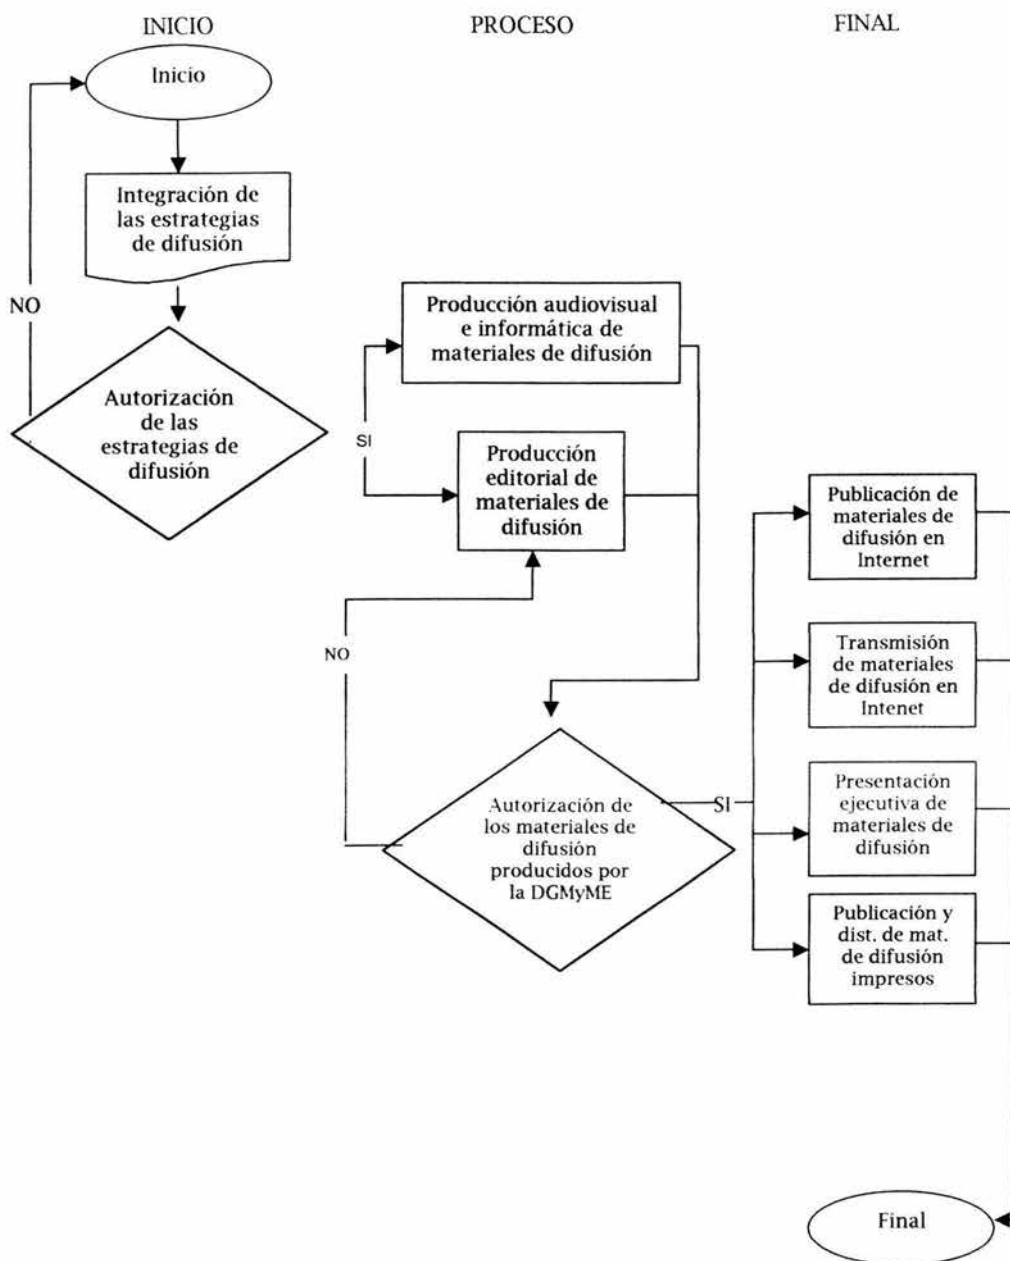 INICIO
PROCESO
FINAL
Inicio
Integración de
las estrategias
de difusión
NO
Autorización
de las
estrategias de
difusión
SI
Producción audiovisual
e informática de
materiales de difusión
Producción
editorial de
materiales de
difusión
NO
Autorización de
los materiales de
difusión
producidos por
la DGMyME
SI
Publicación de
materiales de
difusión en
Internet
Transmisión
de materiales
de difusión en
Intenet
Presentación
ejecutiva de
materiales de
difusión
Publicación y
dist. de mat.
de difusión
impresos
Final